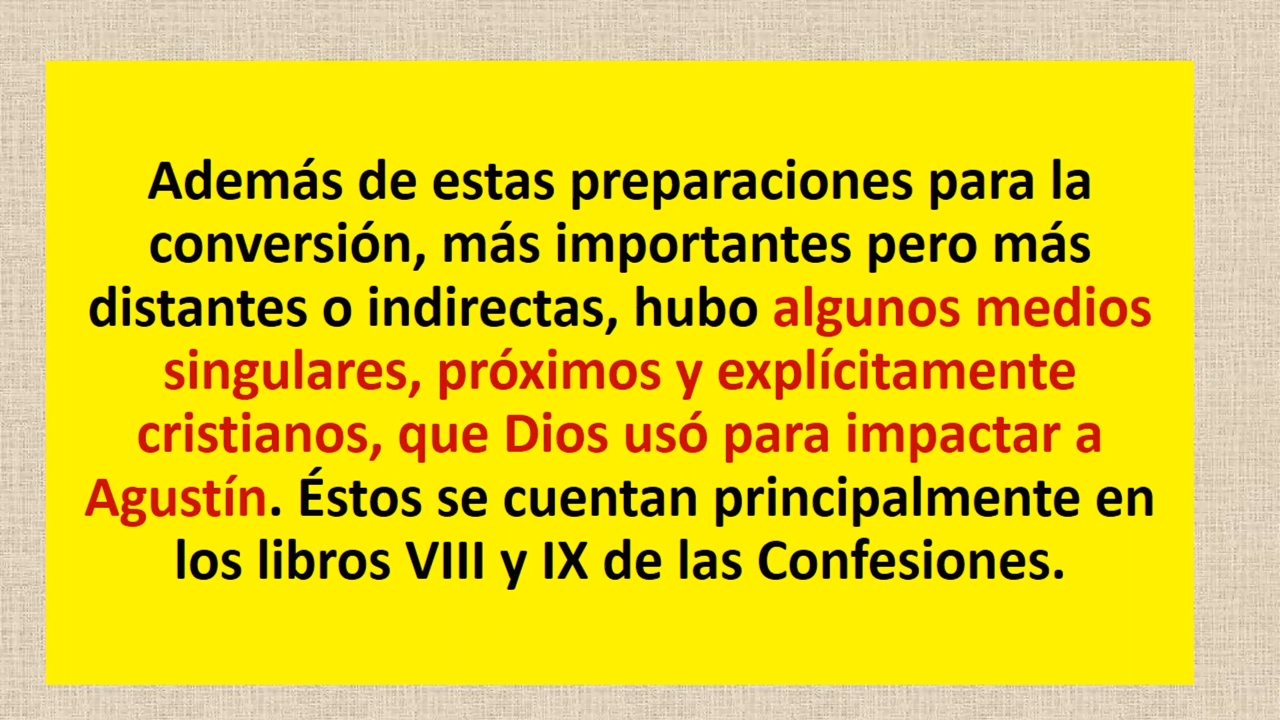 Además de estas preparaciones para la
conversión, más importantes pero más
distantes o indirectas, hubo algunos medios
singulares, próximos y explícitamente
cristianos, que Dios usó para impactar a
Agustín. Éstos se cuentan principalmente en
los libros VIII y IX de las Confesiones.